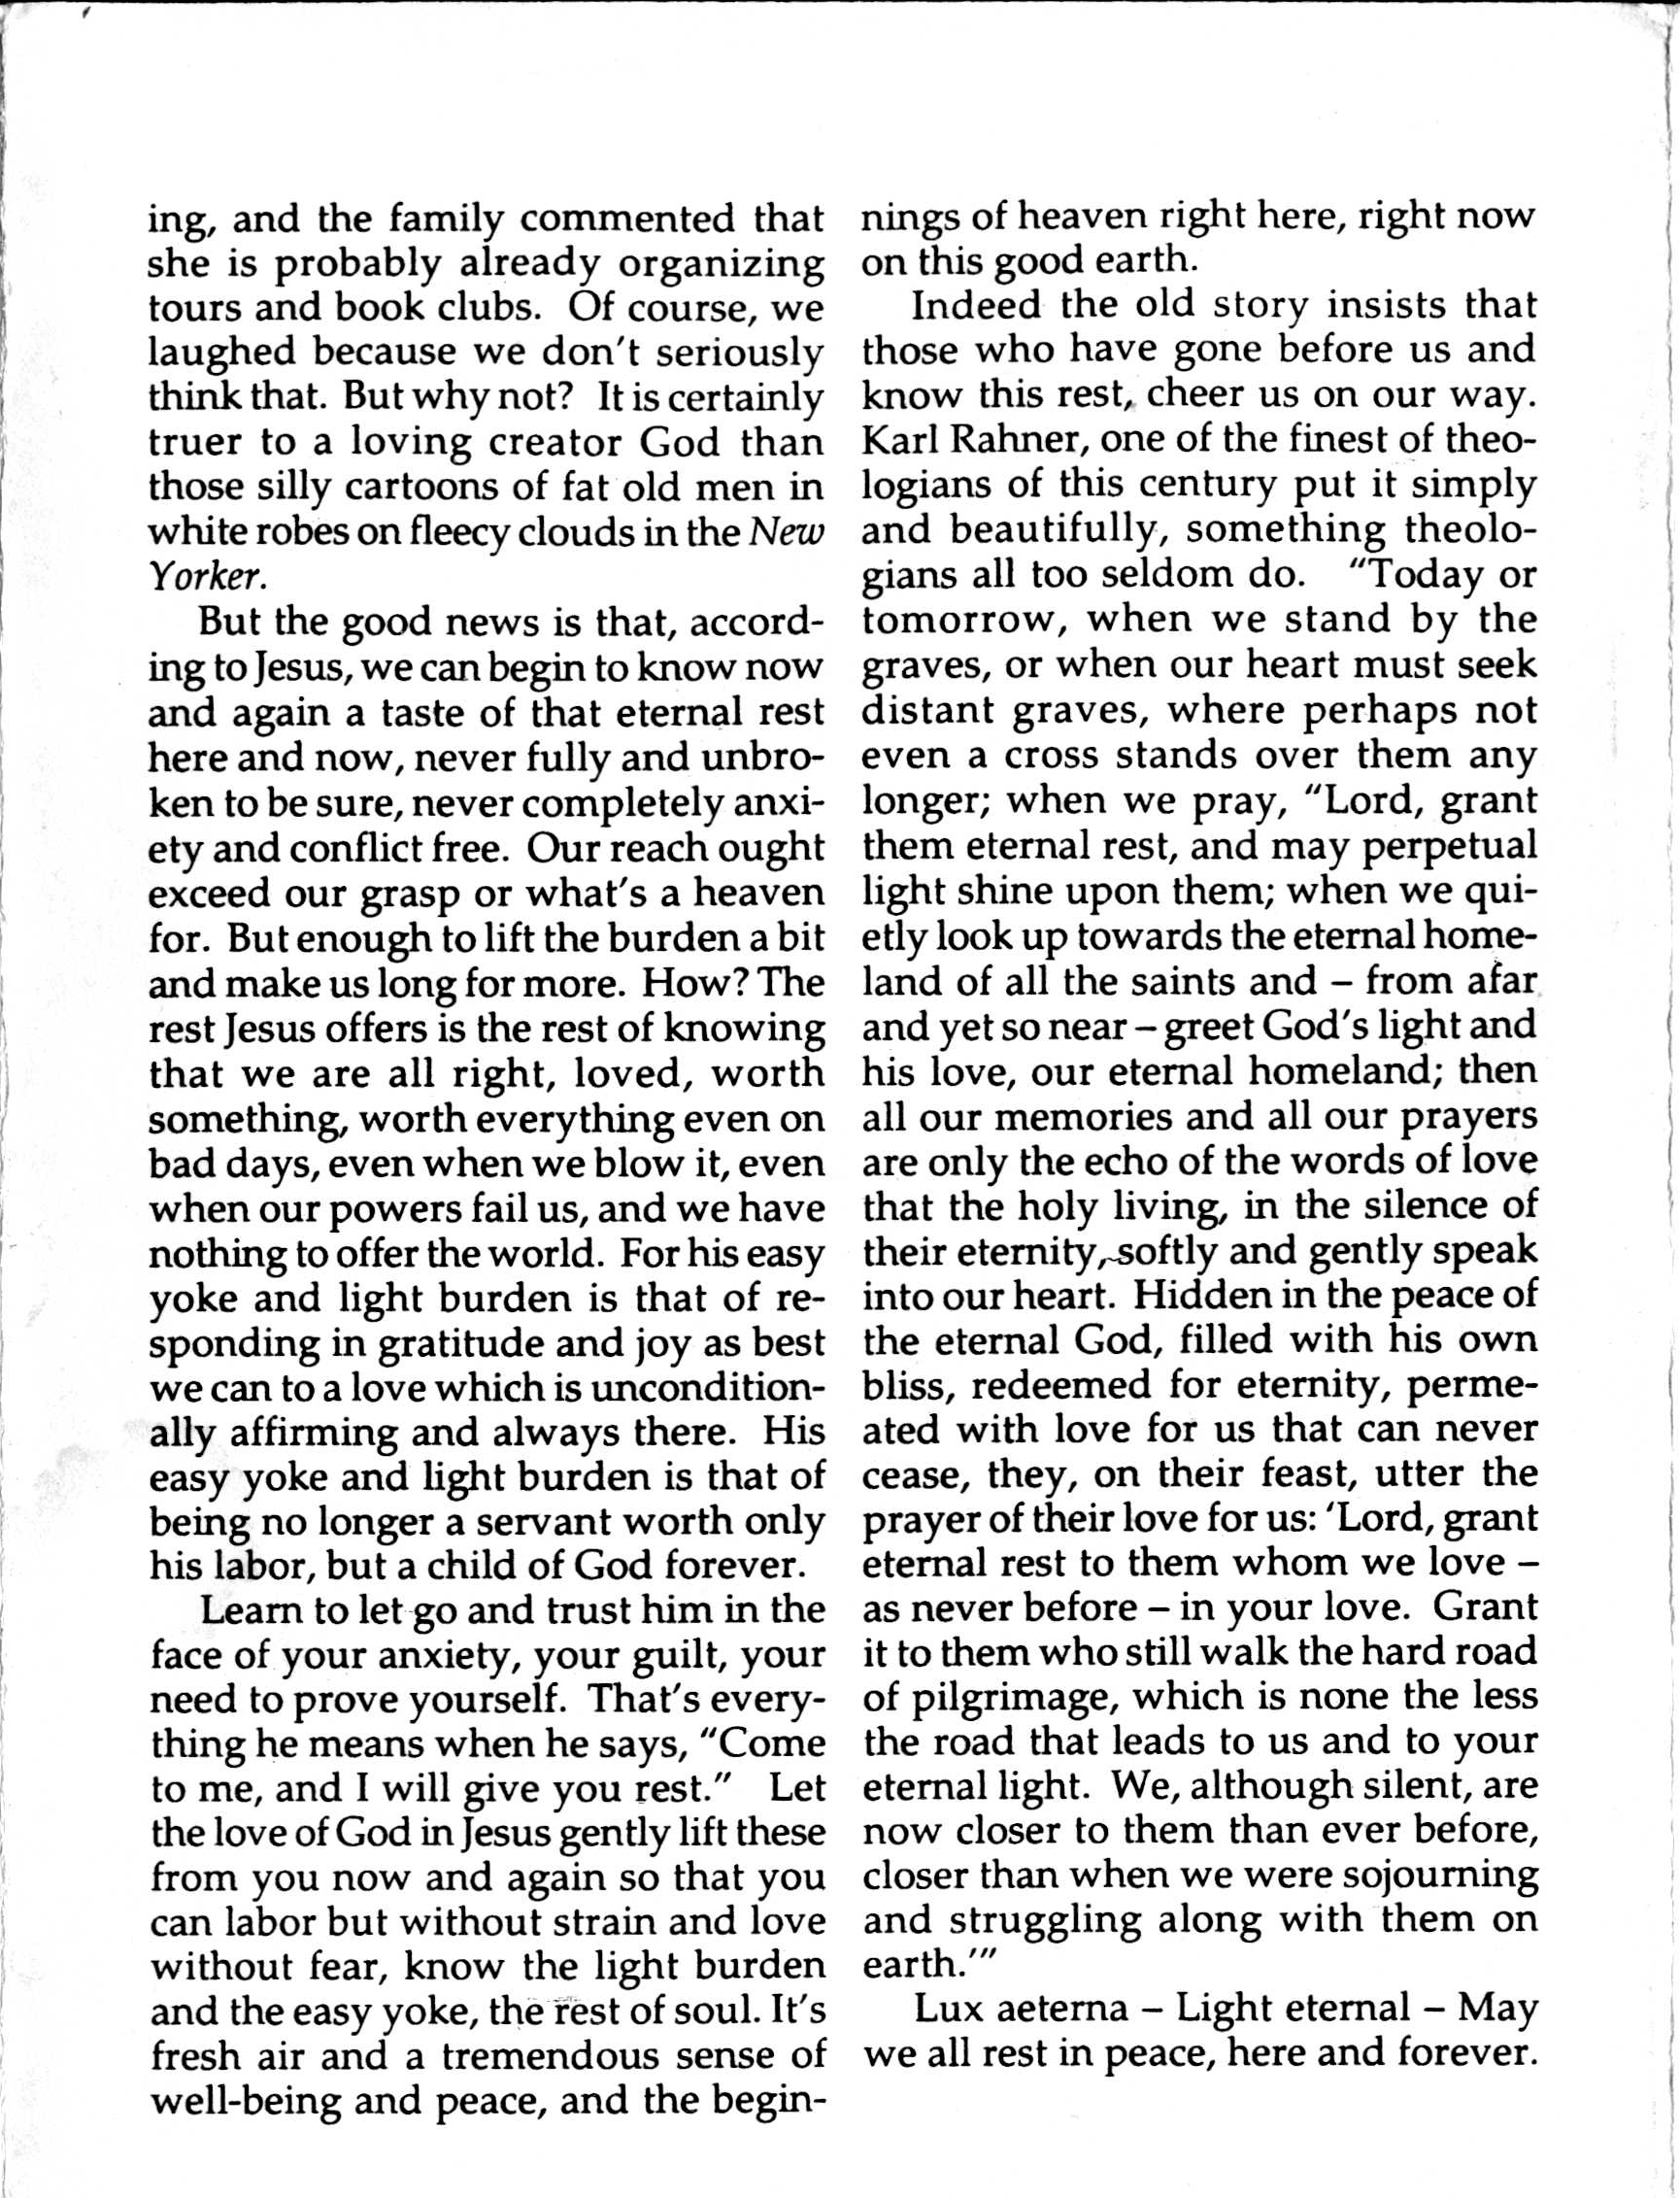 ing, and the family commented that
she is probably already organizing
tours and book clubs. Of course, we
laughed because we don't seriously
think that. But why not? It is certainly
truer to a loving creator God than
those silly cartoons of fat old men in
white robes on fleecy clouds in the New
Yorker.
But the good news is that, accord-
ing to Jesus, we can begin to know now
and again a taste of that eternal rest
here and now, never fully and unbro-
ken to be sure, never completely anxi-
ety and conflict free. Our reach ought
exceed our grasp or what's a heaven
for. But enough to lift the burden a bit
and make us long for more. How? The
rest Jesus offers is the rest of knowing
that we are all right, loved, worth
something, worth everything even on
bad days, even when we blow it, even
when our powers fail us, and we have
nothing to offer the world. For his easy
yoke and light burden is that of re-
sponding in gratitude and joy as best
we can to a love which is uncondition-
ally affirming and always there. His
easy yoke and light burden is that of
being no longer a servant worth only
his labor, but a child of God forever.
Learn to let go and trust him in the
face of your anxiety, your guilt, your
need to prove yourself. That's every-
thing he means when he says, "Come
to me, and I will give you rest." Let
the love of God in Jesus gently lift these
from you now and again so that you
can labor but without strain and love
without fear, know the light burden
and the easy yoke, the rest of soul. It's
fresh air and a tremendous sense of
well-being and peace, and the begin-
nings of heaven right here, right now
on this good earth.
Indeed the old story insists that
those who have gone before us and
know this rest, cheer us on our way.
Karl Rahner, one of the finest of theo-
logians of this century put it simply
and beautifully, something theolo-
gians all too seldom do. "Today or
tomorrow, when we stand by the
graves, or when our heart must seek
distant graves, where perhaps not
even a cross stands over them any
longer; when we pray, "Lord, grant
them eternal rest, and may perpetual
light shine upon them; when we qui-
etly look up towards the eternal home-
land of all the saints and – from afar
and yet so near – greet God's light and
his love, our eternal homeland; then
all our memories and all our prayers
are only the echo of the words of love
that the holy living, in the silence of
their eternity, softly and gently speak
into our heart. Hidden in the peace of
the eternal God, filled with his own
bliss, redeemed for eternity, perme-
ated with love for us that can never
cease, they, on their feast, utter the
prayer of their love for us: 'Lord, grant
eternal rest to them whom we love –
as never before – in your love. Grant
it to them who still walk the hard road
of pilgrimage, which is none the less
the road that leads to us and to your
eternal light. We, although silent, are
now closer to them than ever before,
closer than when we were sojourning
and struggling along with them on
earth.'"
Lux aeterna – Light eternal – May
we all rest in peace, here and forever.